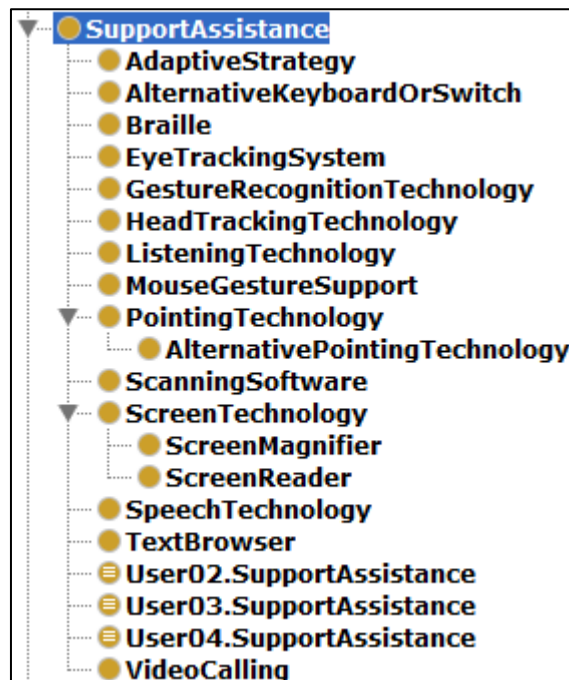 SupportAssistance
AdaptiveStrategy
AlternativeKeyboardOrSwitch
Braille
EyeTrackingSystem
GestureRecognitionTechnology
HeadTrackingTechnology
ListeningTechnology
MouseGestureSupport
PointingTechnology
AlternativePointingTechnology
ScanningSoftware
ScreenTechnology
ScreenMagnifier
ScreenReader
SpeechTechnology
TextBrowser
User02.SupportAssistance
User03.SupportAssistance
User04.SupportAssistance
VideoCalling